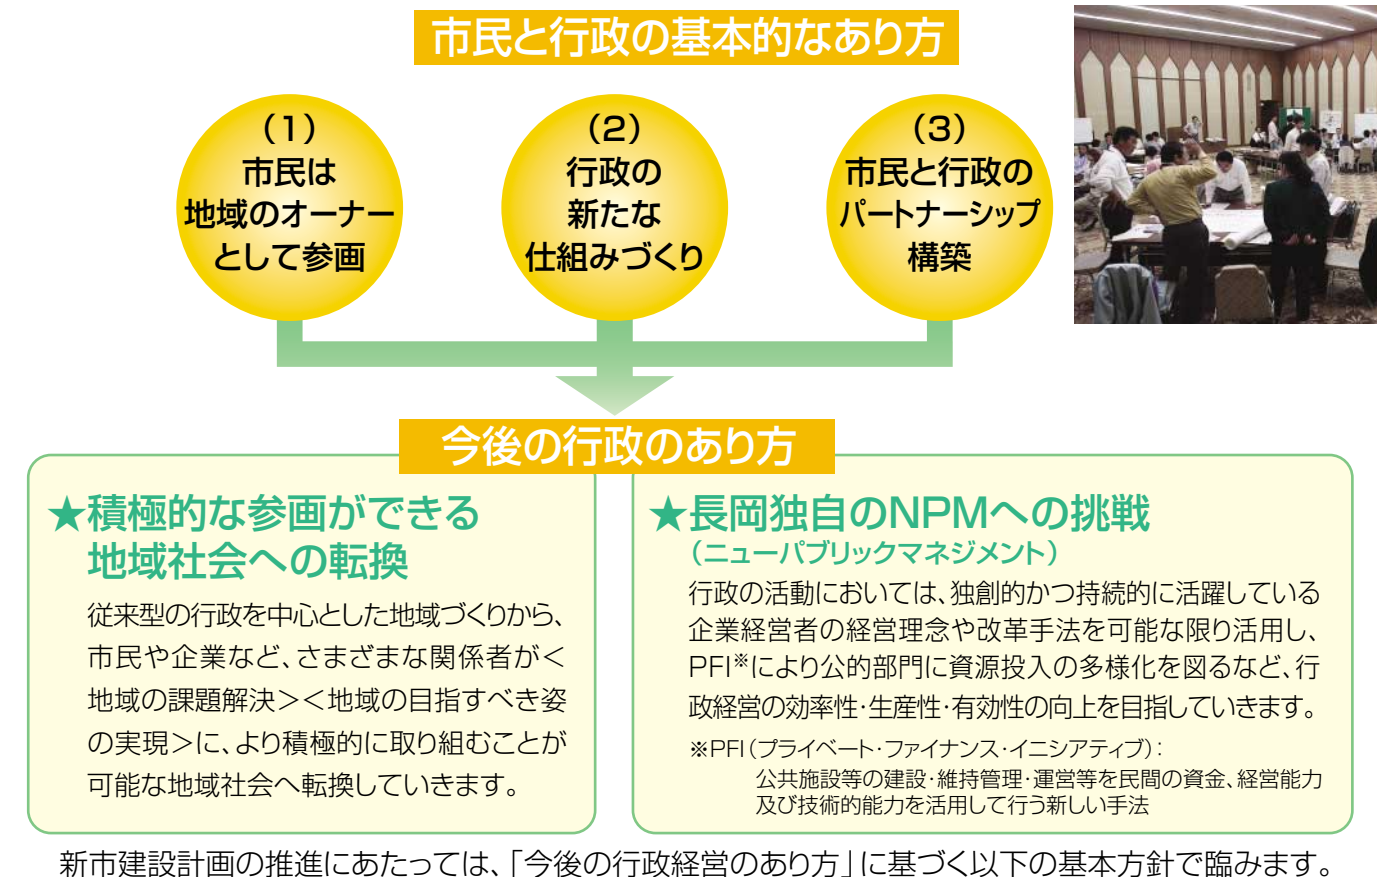 市民と行政の基本的なあり方
（1）
市民は
地域のオーナー
として参画
（2）
行政の
新たな
仕組みづくり
（3）
市民と行政の
パートナーシップ
構築
今後の行政のあり方
★積極的な参画ができる
地域社会への転換
従来型の行政を中心とした地域づくりから、
市民や企業など、さまざまな関係者が＜
地域の課題解決＞＜地域の目指すべき姿
の実現＞に、より積極的に取り組むことが
可能な地域社会へ転換していきます。
★長岡独自のNPMへの挑戦
（ニューパブリックマネジメント）
行政の活動においては、独創的かつ持続的に活躍している
企業経営者の経営理念や改革手法を可能な限り活用し、
PFI※により公的部門に資源投入の多様化を図るなど、行
政経営の効率性・生産性・有効性の向上を目指していきます。
※PFI（プライベート・ファイナンス・イニシアティブ）：
公共施設等の建設・維持管理・運営等を民間の資金、経営能力
及び技術的能力を活用して行う新しい手法
新市建設計画の推進にあたっては、「今後の行政経営のあり方」に基づく以下の基本方針で臨みます。